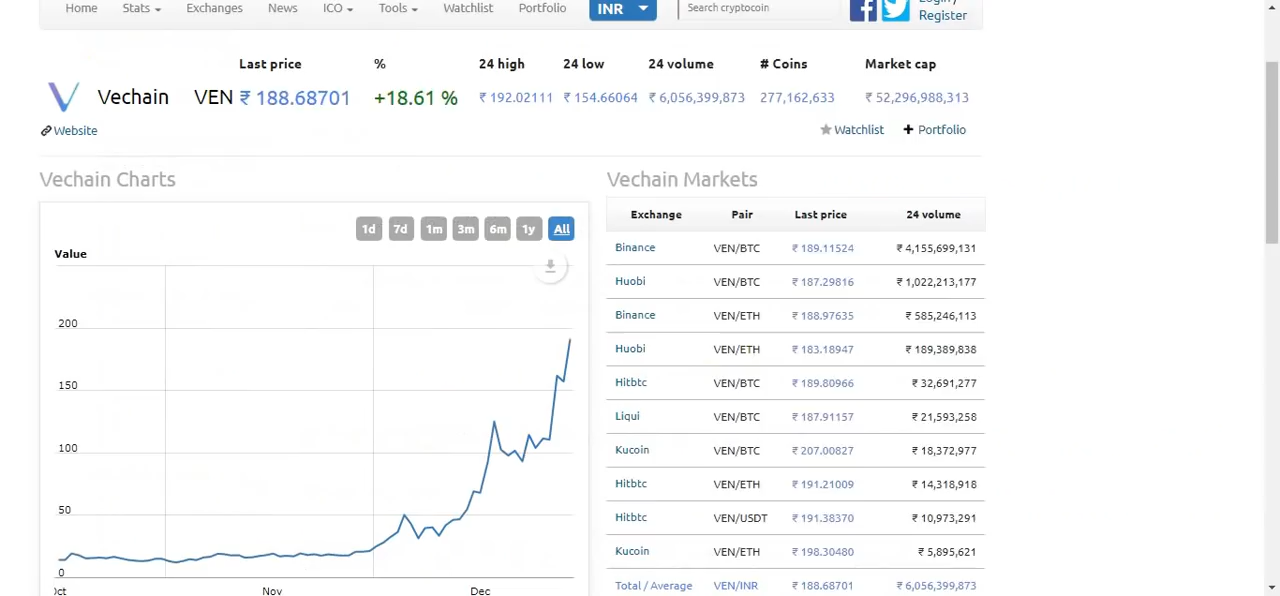 Home Stats Exchanges News ICO Tools Watchlist Portfolio INR Search cryptocoin
Register
Last price % 24 high 24 low 24 volume # Coins Market cap
Vechain VEN ₹ 188.68701 +18.61 % ₹ 192.02111 ₹ 154.66064 ₹ 6,056,399,873 277,162,633 ₹ 52,296,988,313
Website Watchlist Portfolio
Vechain Charts
1d 7d 1m 3m 6m 1y All
Value
200
150
100
50
0
Nov Dec
Vechain Markets
Exchange Pair Last price 24 volume
Binance VEN/BTC ₹ 189.11524 ₹ 4,155,699,131
Huobi VEN/BTC ₹ 187.29816 ₹ 1,022,213,177
Binance VEN/ETH ₹ 188.97635 ₹ 585,246,113
Huobi VEN/ETH ₹ 183.18947 ₹ 189,389,838
Hitbtc VEN/BTC ₹ 189.80966 ₹ 32,691,277
Liqui VEN/BTC ₹ 187.91157 ₹ 21,593,258
Kucoin VEN/BTC ₹ 207.00827 ₹ 18,372,977
Hitbtc VEN/ETH ₹ 191.21009 ₹ 14,318,918
Hitbtc VEN/USDT ₹ 191.38370 ₹ 10,973,291
Kucoin VEN/ETH ₹ 198.30480 ₹ 5,895,621
Total / Average VEN/INR ₹ 188.68701 ₹ 6,056,399,873